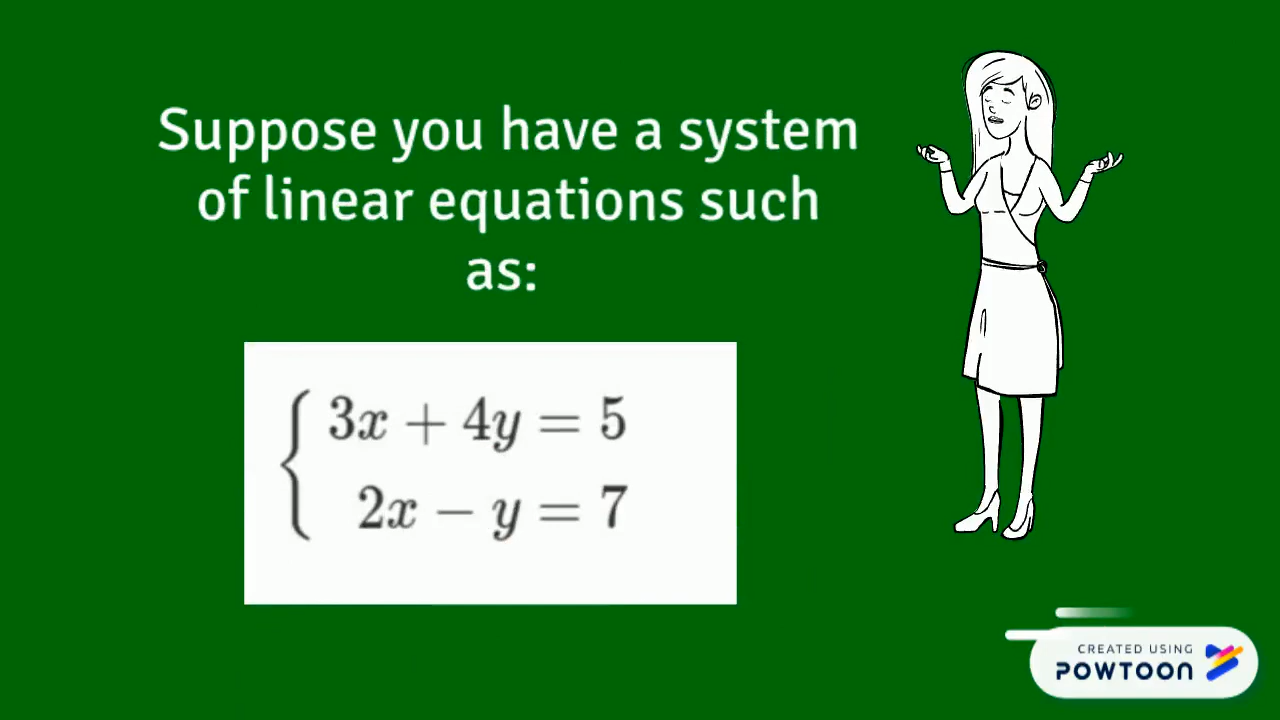 Suppose you have a system
of linear equations such
as:
3x + 4y = 5
2x − y = 7
CREATED USING
POWTOON